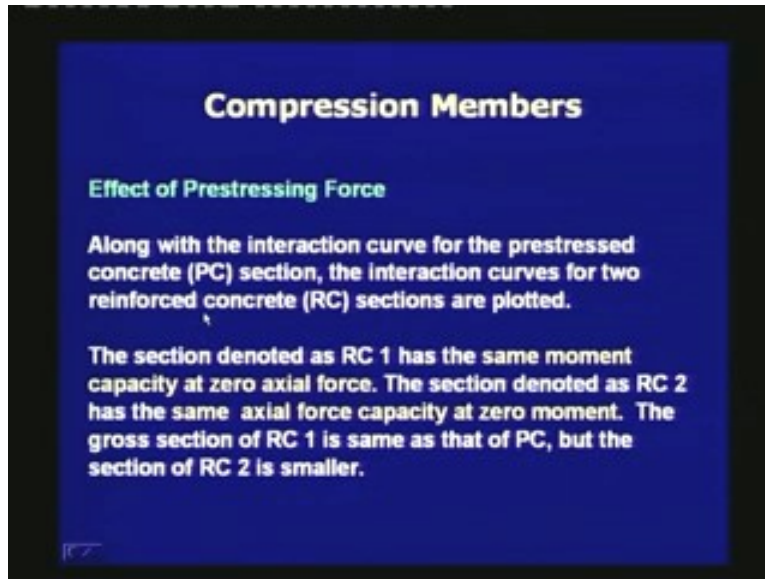 Compression Members
Effect of Prestressing Force
Along with the interaction curve for the prestressed
concrete (PC) section, the interaction curves for two
reinforced concrete (RC) sections are plotted.
The section denoted as RC 1 has the same moment
capacity at zero axial force. The section denoted as RC 2
has the same axial force capacity at zero moment. The
gross section of RC 1 is same as that of PC, but the
section of RC 2 is smaller.